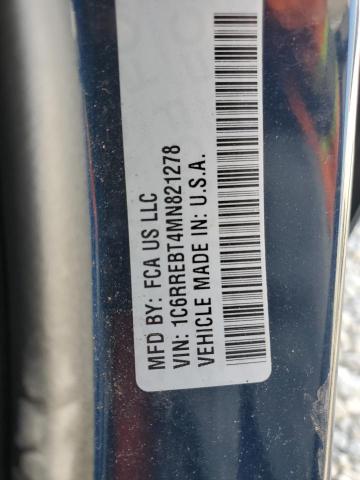 MFD BY: FCA US LLC
VIN: 1C6RREBT4MN821278
VEHICLE MADE IN: U.S.A.